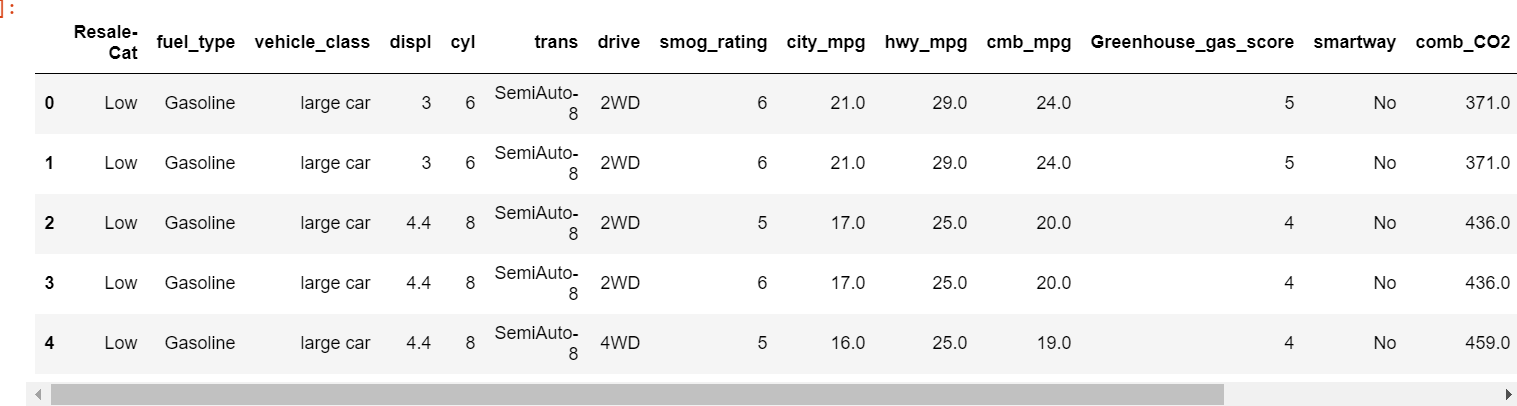 ]:
Resale-Cat fuel_type vehicle_class displ cyl trans drive smog_rating city_mpg hwy_mpg cmb_mpg Greenhouse_gas_score smartway comb_CO2
0 Low Gasoline large car 3 6 SemiAuto-8 2WD 6 21.0 29.0 24.0 5 No 371.0
1 Low Gasoline large car 3 6 SemiAuto-8 2WD 6 21.0 29.0 24.0 5 No 371.0
2 Low Gasoline large car 4.4 8 SemiAuto-8 2WD 5 17.0 25.0 20.0 4 No 436.0
3 Low Gasoline large car 4.4 8 SemiAuto-8 2WD 6 17.0 25.0 20.0 4 No 436.0
4 Low Gasoline large car 4.4 8 SemiAuto-8 4WD 5 16.0 25.0 19.0 4 No 459.0